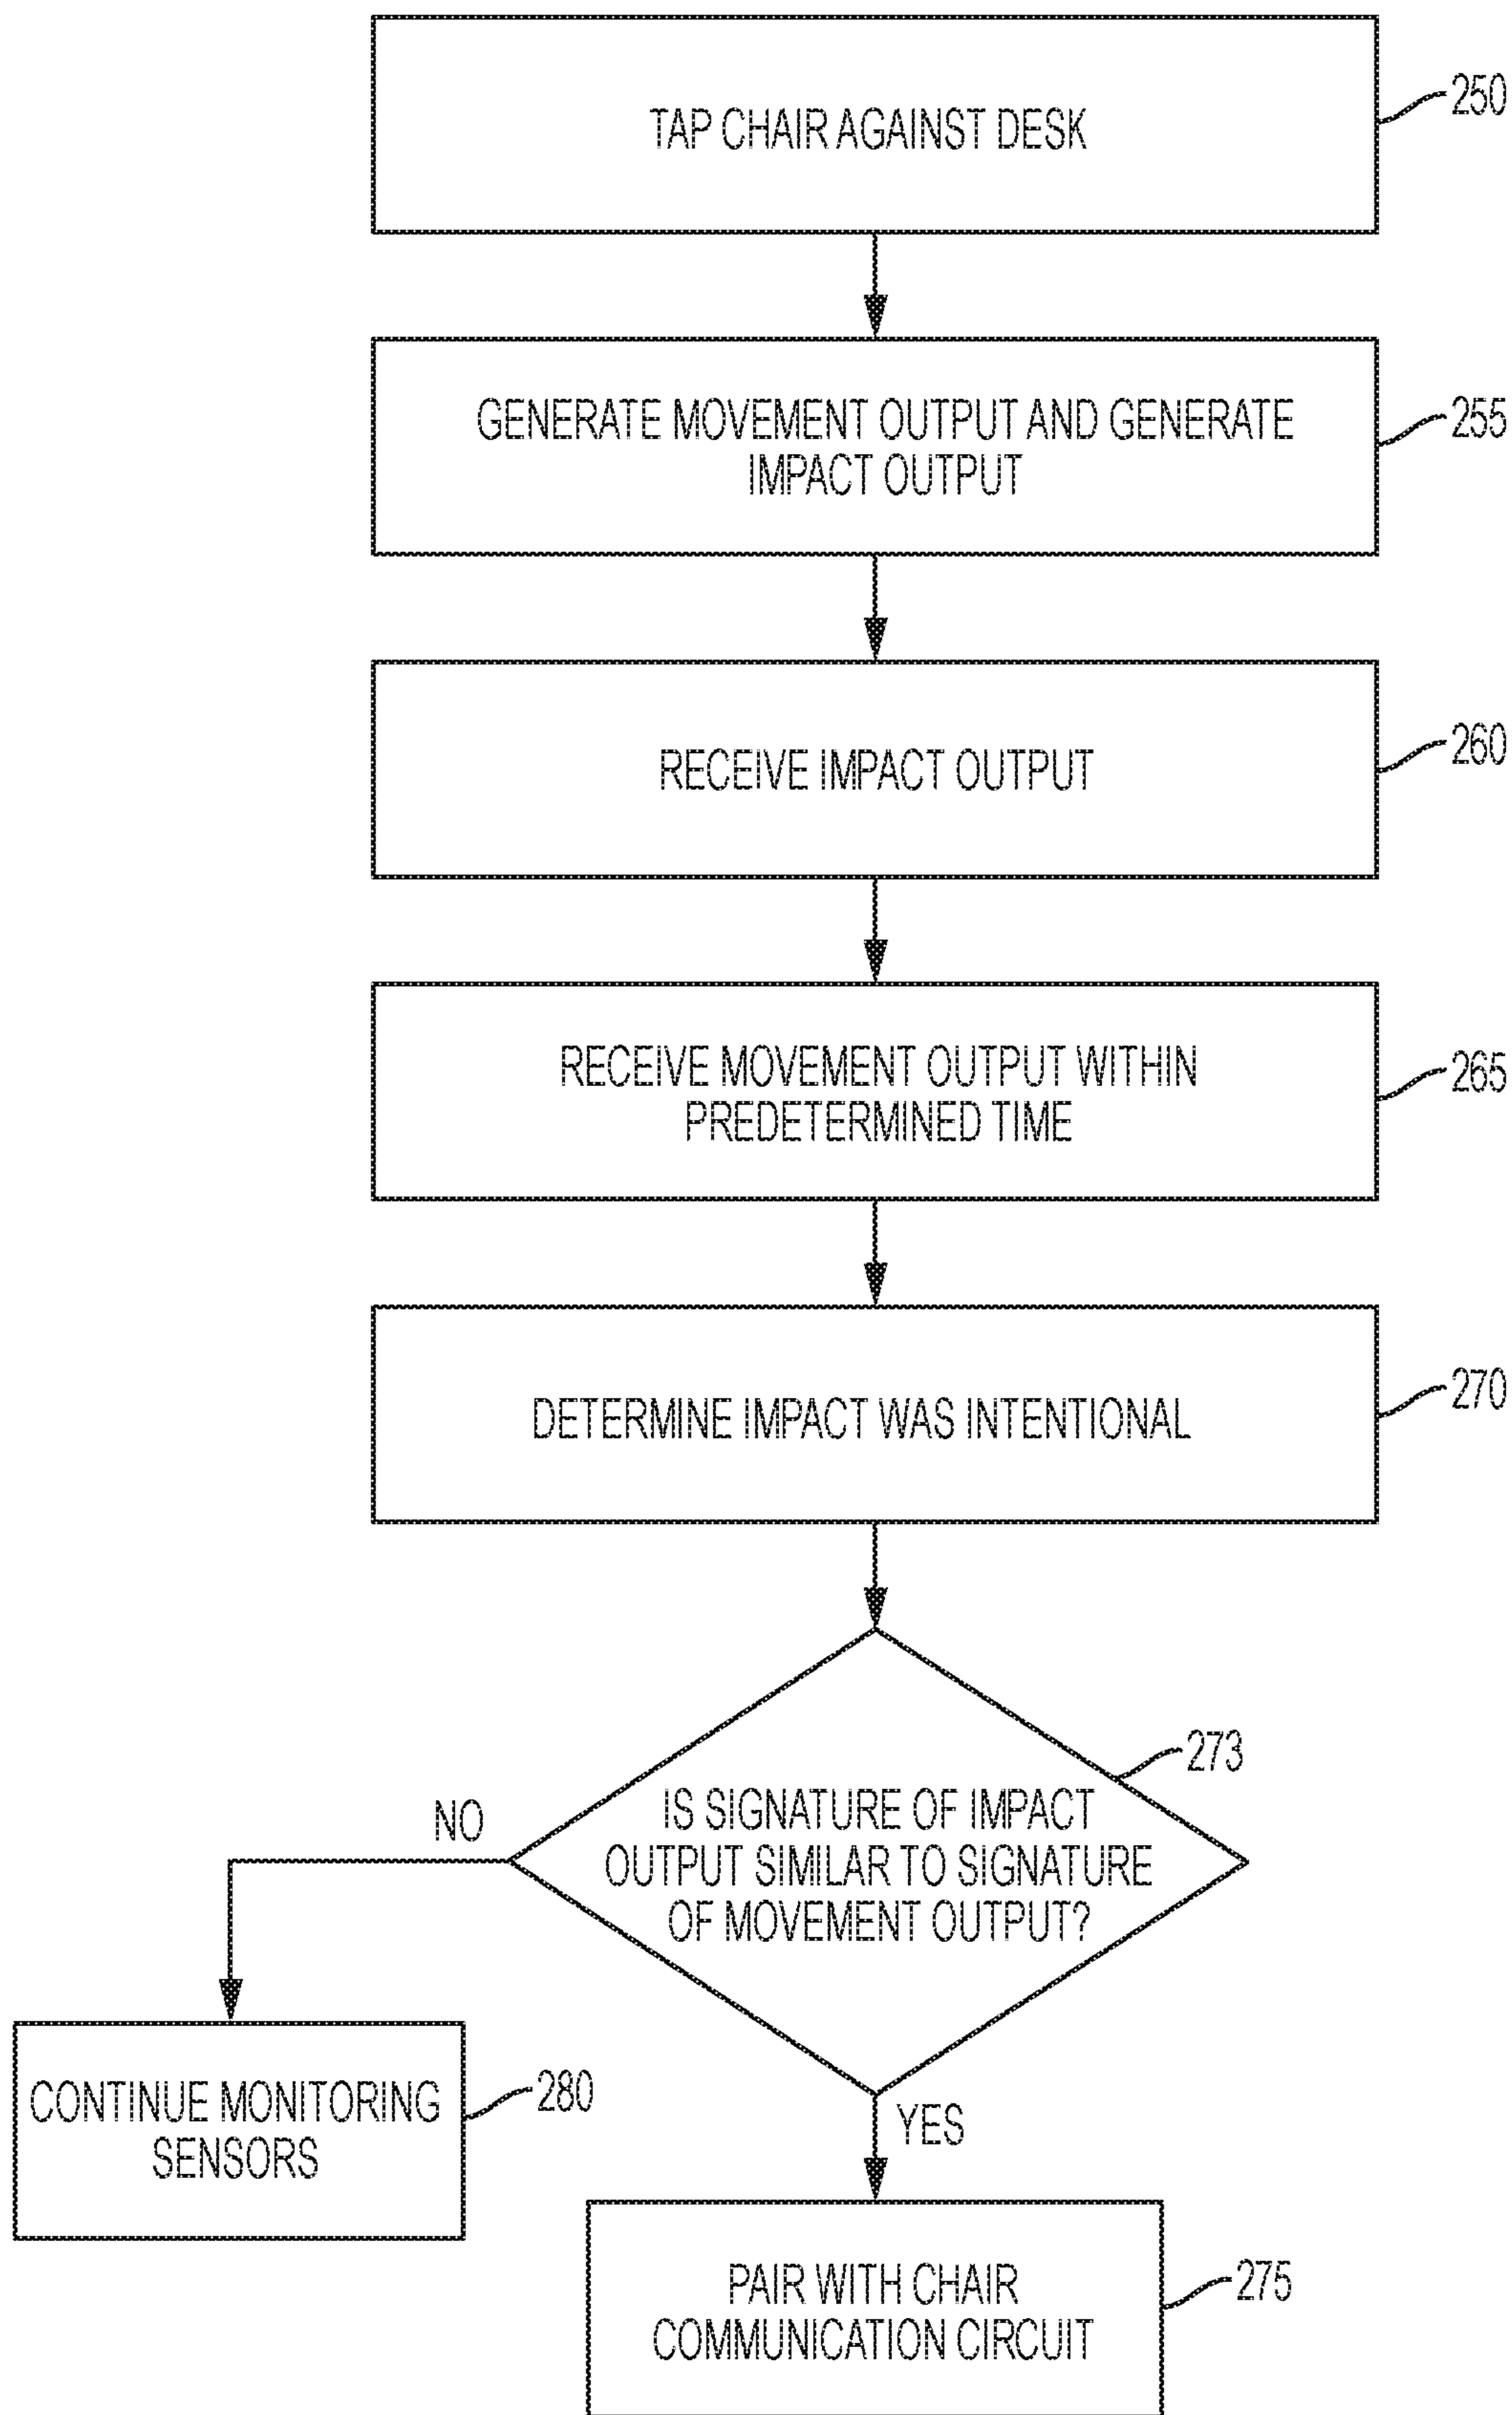 TAP CHAIR AGAINST DESK
250
GENERATE MOVEMENT OUTPUT AND GENERATE
IMPACT OUTPUT
255
RECEIVE IMPACT OUTPUT
260
RECEIVE MOVEMENT OUTPUT WITHIN
PREDETERMINED TIME
265
DETERMINE IMPACT WAS INTENTIONAL
270
273
IS SIGNATURE OF IMPACT
OUTPUT SIMILAR TO SIGNATURE
OF MOVEMENT OUTPUT?
NO
CONTINUE MONITORING
SENSORS
280
YES
PAIR WITH CHAIR
COMMUNICATION CIRCUIT
275